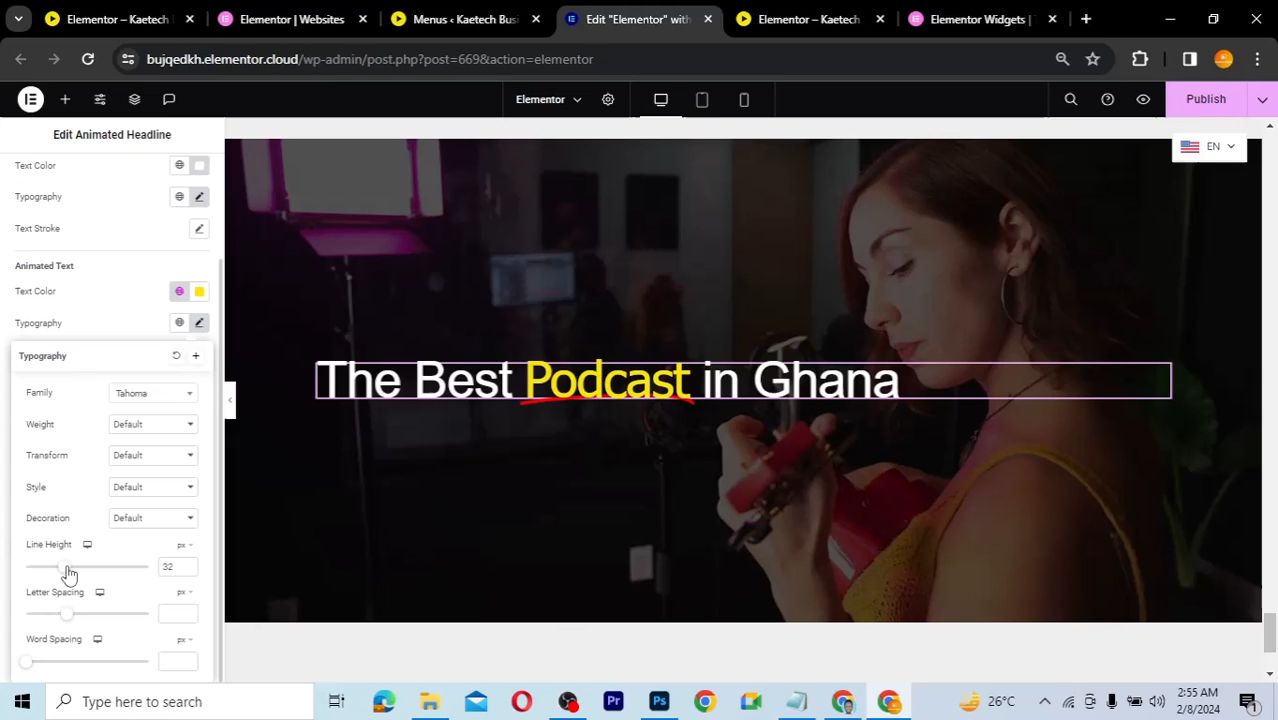 Elementor - Kaetech
Elementor | Websites
Menus ‹ Kaetech Busi
Edit "Elementor" with
Elementor – Kaetech
Elementor Widgets |
bujqedkh.elementor.cloud/wp-admin/post.php?post=669&action=elementor
Elementor
Publish
Edit Animated Headline
EN
Text Color
Typography
Text Stroke
Animated Text
Text Color
Typography
Typography
Family
Tahoma
Weight
Default
Transform
Default
Style
Default
Decoration
Default
Line Height
px
32
Letter Spacing
px
Word Spacing
px
The Best Podcast in Ghana
Type here to search
Pr
Ps
26°C
2:55 AM
2/8/2024
1